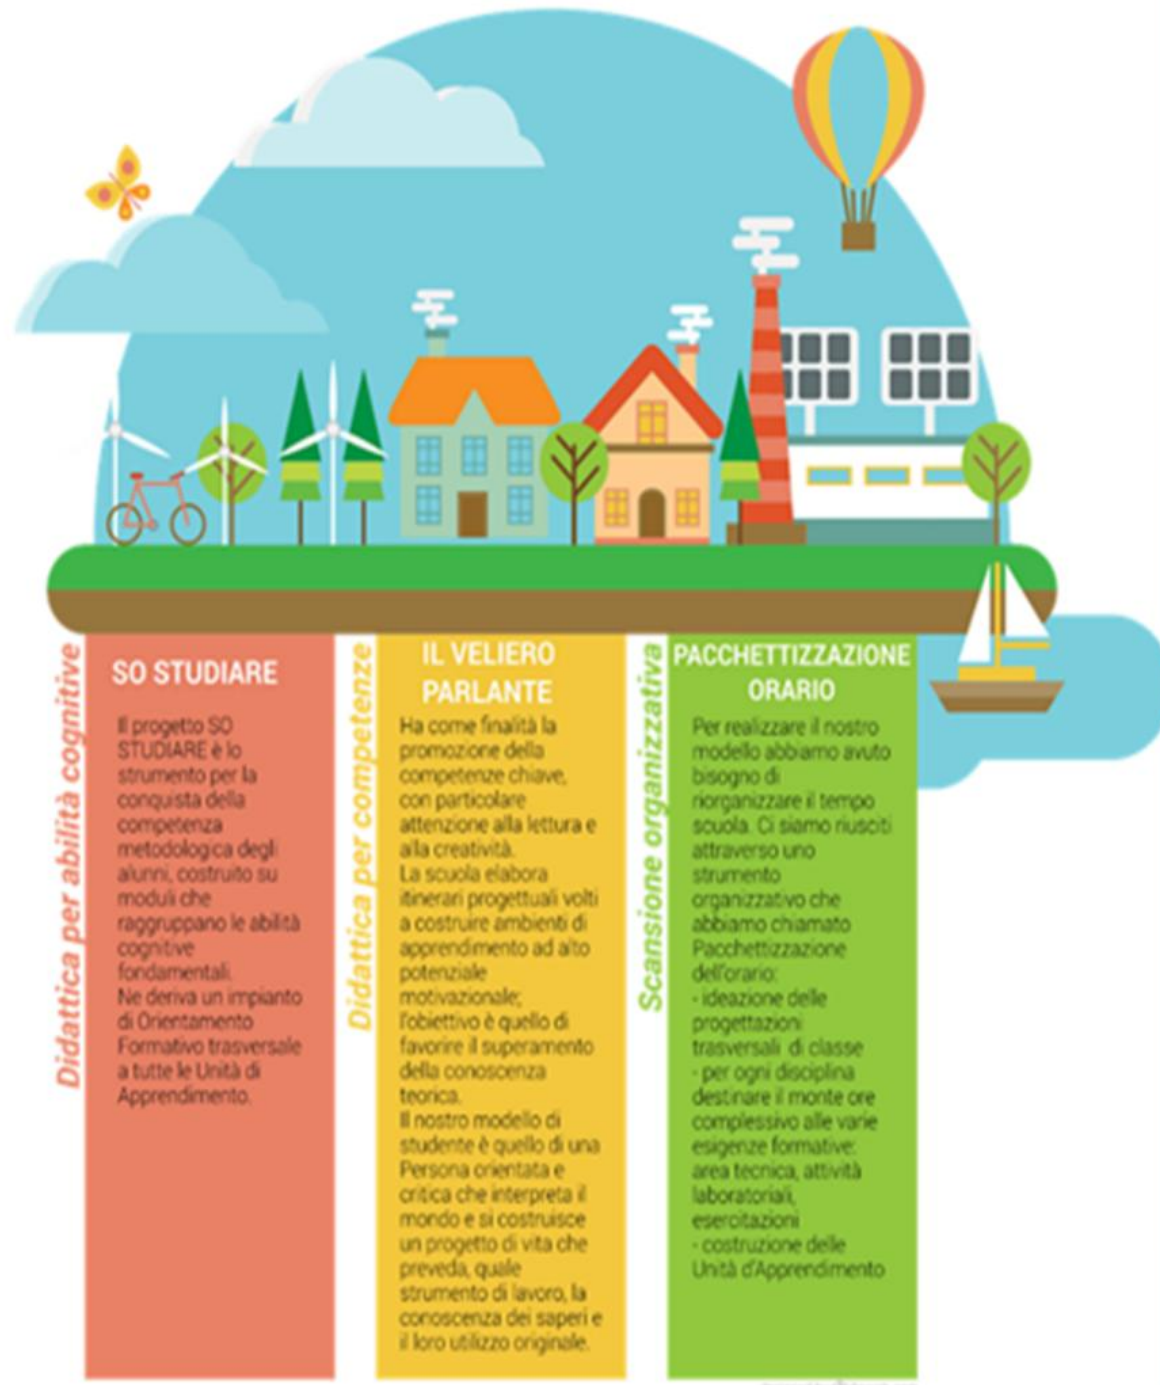 Didattica per abilità cognitive
SO STUDIARE
Il progetto SO
STUDIARE è lo
strumento per la
conquista della
competenza
metodologica degli
alunni, costruito su
moduli che
raggruppano le abilità
cognitive
fondamentali.
Ne deriva un impianto
di Orientamento
Formativo trasversale
a tutte le Unità di
Apprendimento.
Didattica per competenze
IL VELIERO
PARLANTE
Ha come finalità la
promozione della
competenze chiave,
con particolare
attenzione alla lettura e
alla creatività.
La scuola elabora
itinerari progettuali volti
a costruire ambienti di
apprendimento ad alto
potenziale
motivazionale;
l'obiettivo è quello di
favorire il superamento
della conoscenza
teorica.
Il nostro modello di
studente è quello di una
Persona orientata e
critica che interpreta il
mondo e si costruisce
un progetto di vita che
preveda, quale
strumento di lavoro, la
conoscenza dei saperi e
il loro utilizzo originale.
Scansione organizzativa
PACCHETTIZZAZIONE
ORARIO
Per realizzare il nostro
modello abbiamo avuto
bisogno di
riorganizzare il tempo
scuola. Ci siamo riusciti
attraverso uno
strumento
organizzativo che
abbiamo chiamato
Pacchettizzazione
dell'orario:
- ideazione delle
progettazioni
trasversali di classe
- per ogni disciplina
destinare il monte ore
complessivo alle varie
esigenze formative:
area tecnica, attività
laboratoriali,
esercitazioni
- costruzione delle
Unità d'Apprendimento